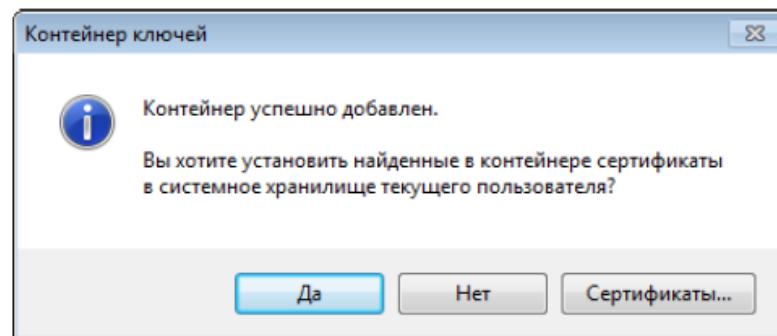 Контейнер ключей
Контейнер успешно добавлен.
Вы хотите установить найденные в контейнере сертификаты
в системное хранилище текущего пользователя?
Да
Нет
Сертификаты...